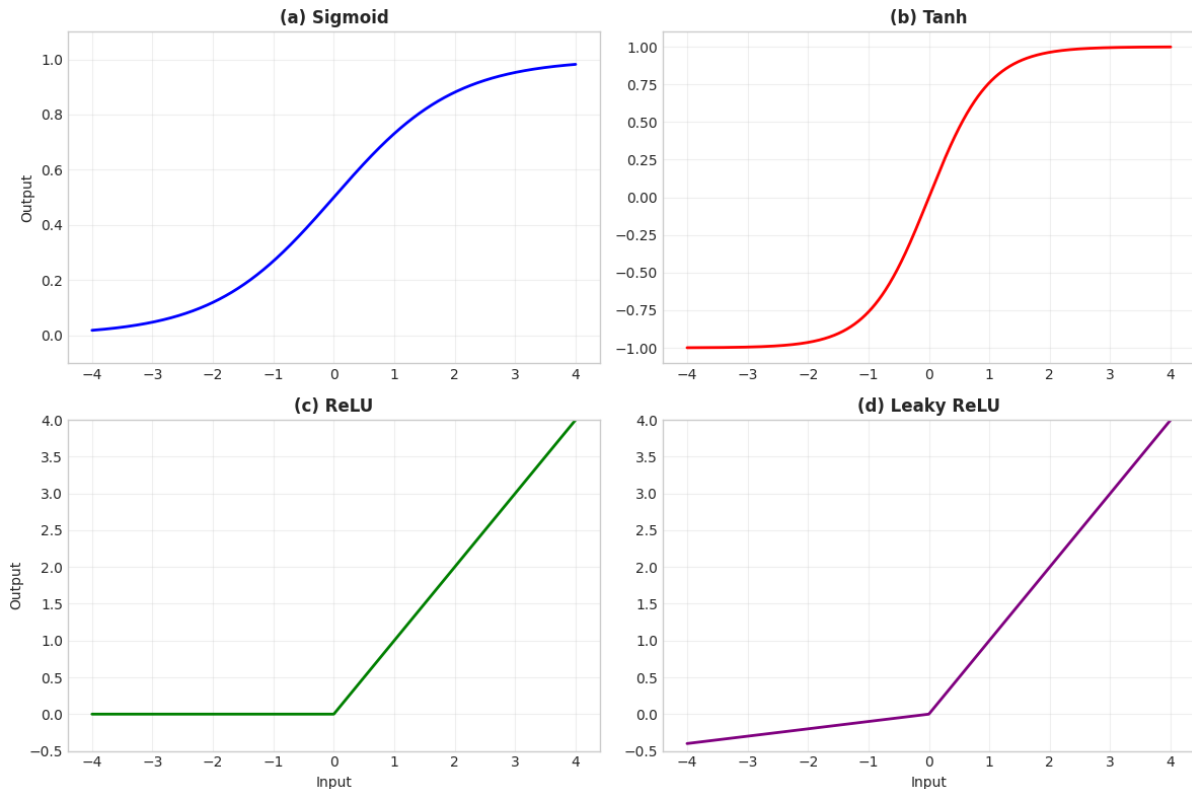 (a) Sigmoid
1.0
0.8
0.6
0.4
0.2
0.0
Output
−4 −3 −2 −1 0 1 2 3 4
(b) Tanh
1.00
0.75
0.50
0.25
0.00
−0.25
−0.50
−0.75
−1.00
−4 −3 −2 −1 0 1 2 3 4
(c) ReLU
4.0
3.5
3.0
2.5
2.0
1.5
1.0
0.5
0.0
−0.5
Output
−4 −3 −2 −1 0 1 2 3 4
Input
(d) Leaky ReLU
4.0
3.5
3.0
2.5
2.0
1.5
1.0
0.5
0.0
−0.5
−4 −3 −2 −1 0 1 2 3 4
Input